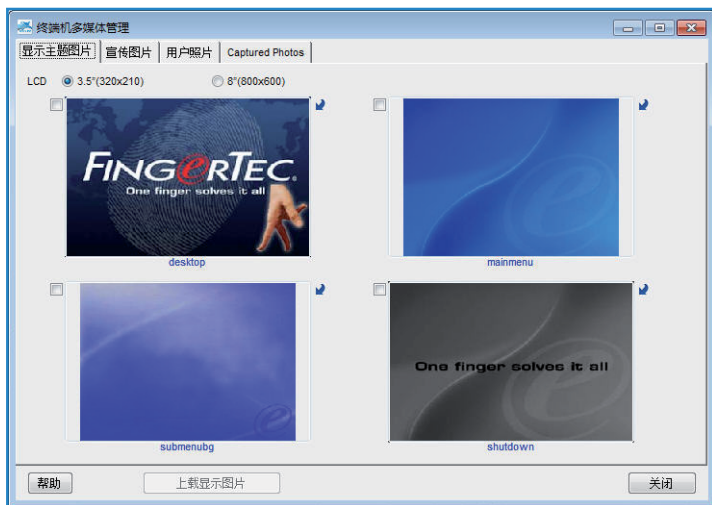 终端机多媒体管理
显示主题图片 宣传图片 用户照片 Captured Photos
LCD 3.5"(320x210) 8"(800x600)
FINGeRTEC®
One finger solves it all
desktop
mainmenu
One finger solves it all
submenubg
shutdown
帮助 上载显示图片 关闭